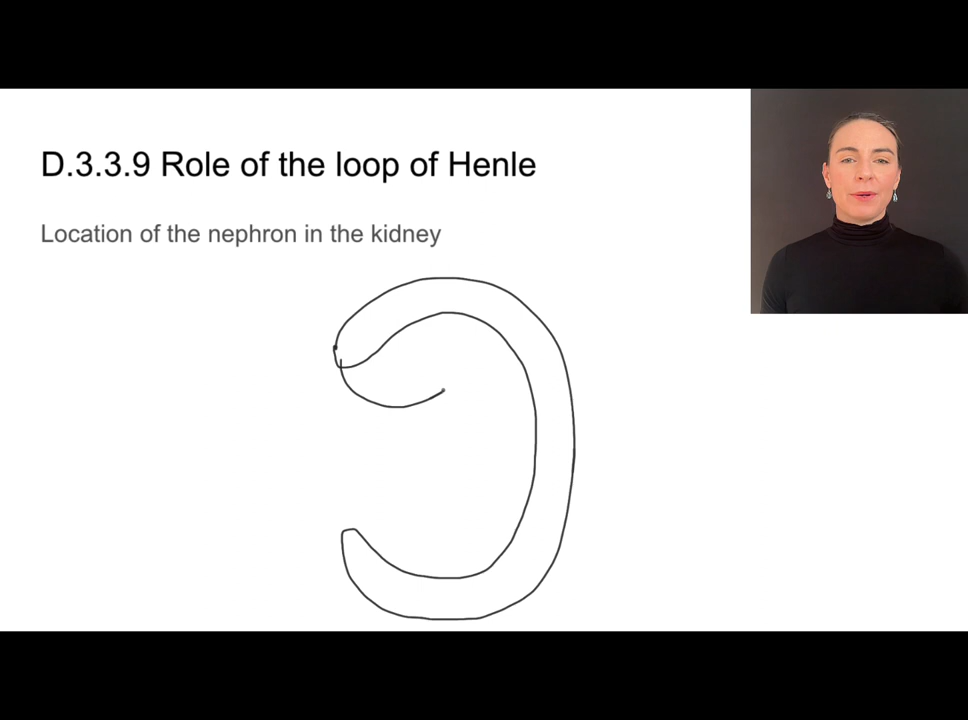 D.3.3.9 Role of the loop of Henle
Location of the nephron in the kidney